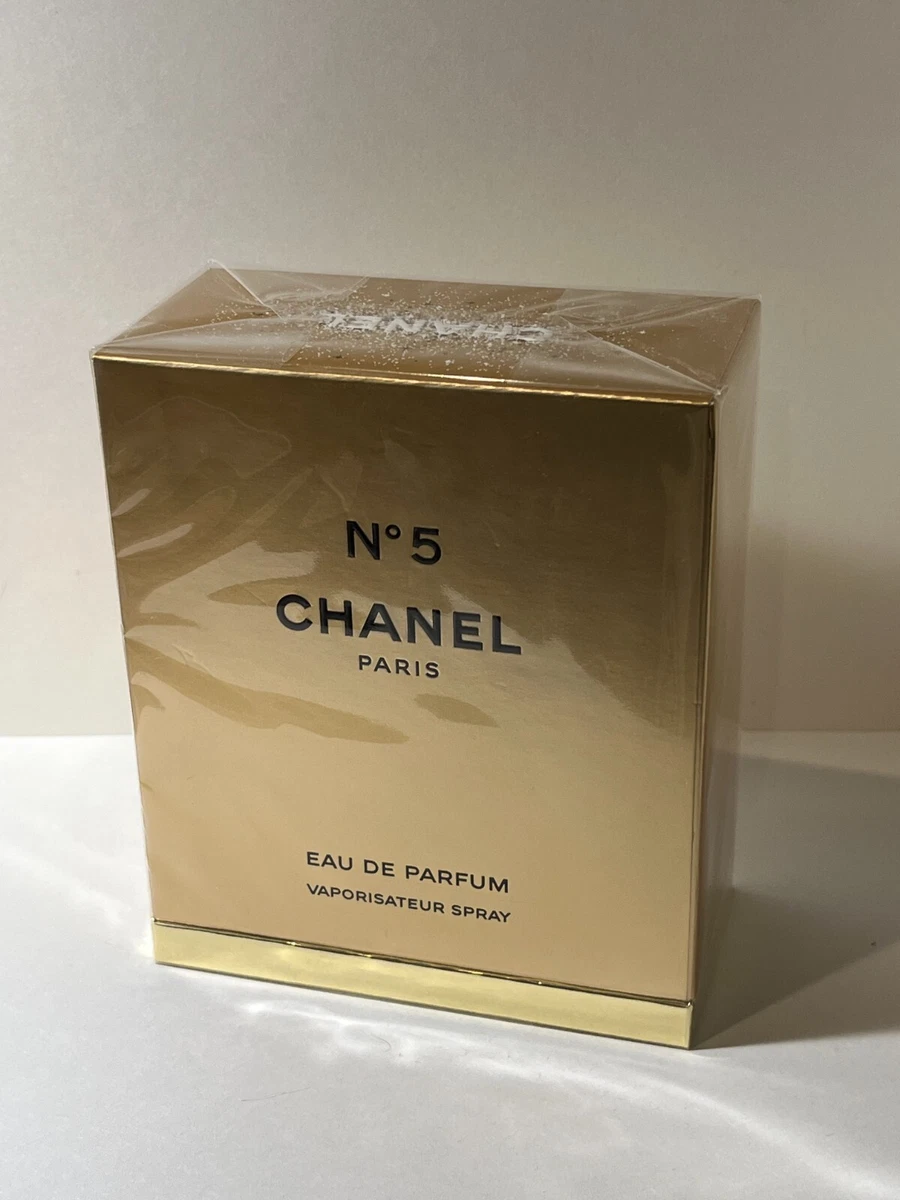 CHANEL
N°5
CHANEL
PARIS
EAU DE PARFUM
VAPORISATEUR SPRAY